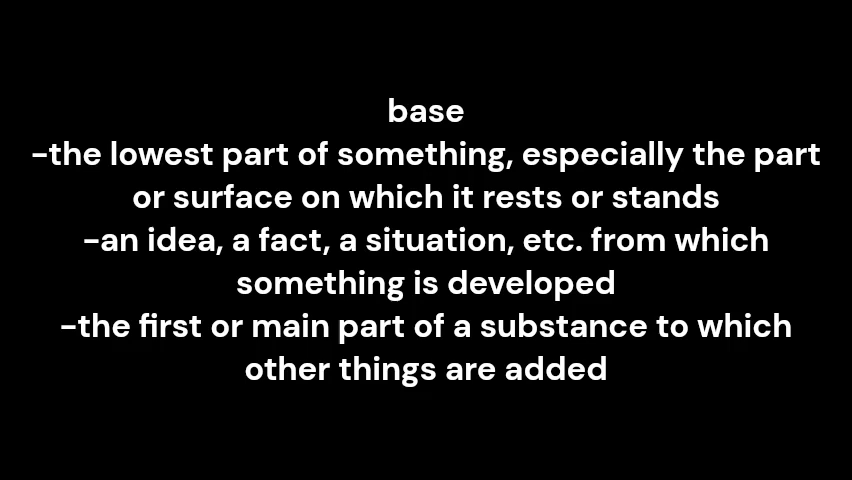 base
-the lowest part of something, especially the part
or surface on which it rests or stands
-an idea, a fact, a situation, etc. from which
something is developed
-the first or main part of a substance to which
other things are added